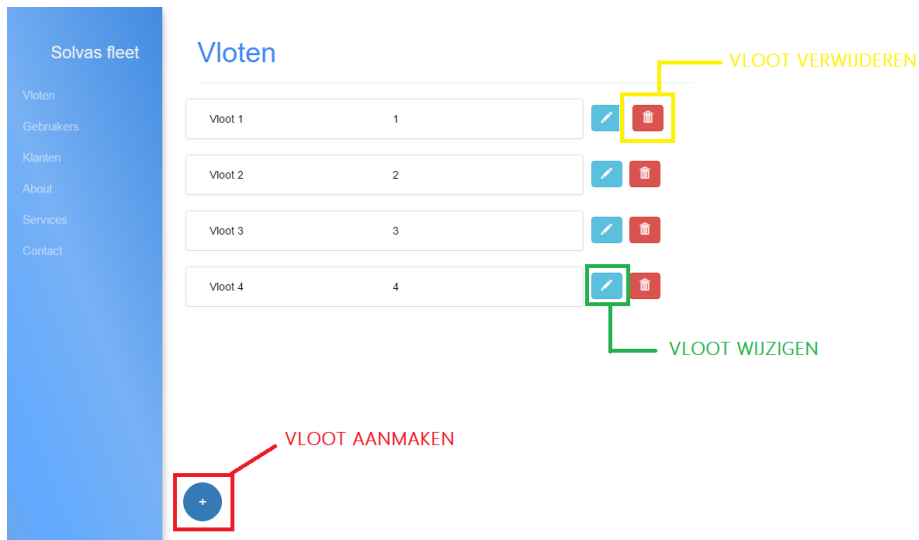 Solvas fleet
Vloten
Gebruikers
Klanten
About
Services
Contact
Vloten
VLOOT VERWIJDEREN
Vloot 1 1
Vloot 2 2
Vloot 3 3
Vloot 4 4
VLOOT WIJZIGEN
VLOOT AANMAKEN
+